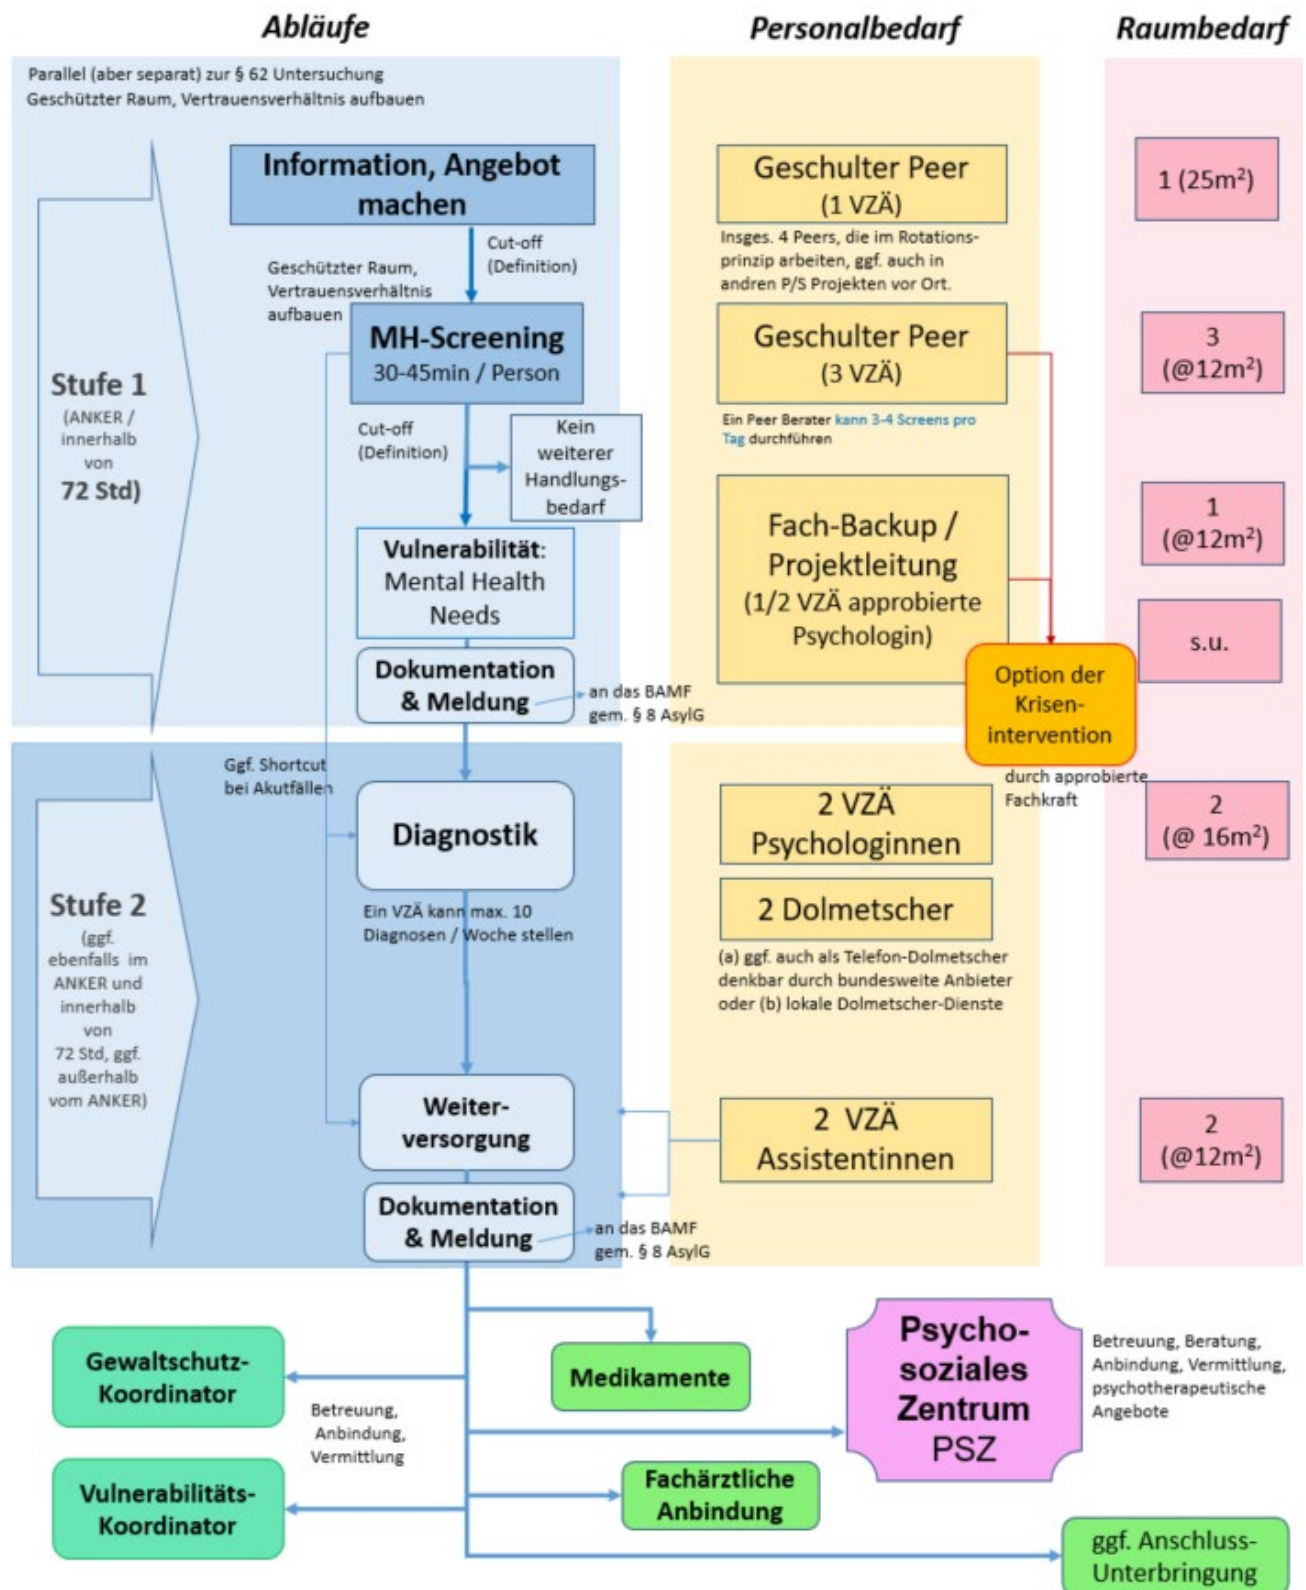 Abläufe
Personalbedarf
Raumbedarf
Parallel (aber separat) zur § 62 Untersuchung
Geschützter Raum, Vertrauensverhältnis aufbauen
Information, Angebot
machen
Geschulter Peer
(1 VZÄ)
1 (25m²)
Cut-off
(Definition)
Insges. 4 Peers, die im Rotations-
prinzip arbeiten, ggf. auch in
andren P/S Projekten vor Ort.
Geschützter Raum,
Vertrauensverhältnis
aufbauen
MH-Screening
30-45min / Person
Geschulter Peer
(3 VZÄ)
3
(@12m²)
Stufe 1
(ANKER /
innerhalb
von
72 Std)
Cut-off
(Definition)
Kein
weiterer
Handlungs-
bedarf
Ein Peer Berater kann 3-4 Screens pro
Tag durchführen
Vulnerabilität:
Mental Health
Needs
Fach-Backup /
Projektleitung
(1/2 VZÄ approbierte
Psychologin)
1
(@12m²)
s.u.
Dokumentation
& Meldung
an das BAMF
gem. § 8 AsylG
Option der
Krisen-
intervention
durch approbierte
Fachkraft
Ggf. Shortcut
bei Akutfällen
Diagnostik
2 VZÄ
Psychologinnen
2
(@ 16m²)
Stufe 2
(ggf.
ebenfalls im
ANKER und
innerhalb
von
72 Std, ggf.
außerhalb
vom ANKER)
Ein VZÄ kann max. 10
Diagnosen / Woche stellen
2 Dolmetscher
(a) ggf. auch als Telefon-Dolmetscher
denkbar durch bundesweite Anbieter
oder (b) lokale Dolmetscher-Dienste
Weiter-
versorgung
2 VZÄ
Assistentinnen
2
(@12m²)
Dokumentation
& Meldung
an das BAMF
gem. § 8 AsylG
Gewaltschutz-
Koordinator
Medikamente
Psycho-
soziales
Zentrum
PSZ
Betreuung, Beratung,
Anbindung, Vermittlung,
psychotherapeutische
Angebote
Betreuung,
Anbindung,
Vermittlung
Vulnerabilitäts-
Koordinator
Fachärztliche
Anbindung
ggf. Anschluss-
Unterbringung